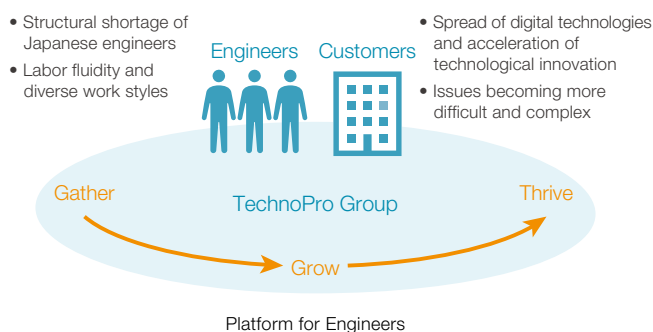 • Structural shortage of
Japanese engineers
• Labor fluidity and
diverse work styles
Engineers
Customers
• Spread of digital technologies
and acceleration of
technological innovation
• Issues becoming more
difficult and complex
Gather
TechnoPro Group
Thrive
Grow
Platform for Engineers